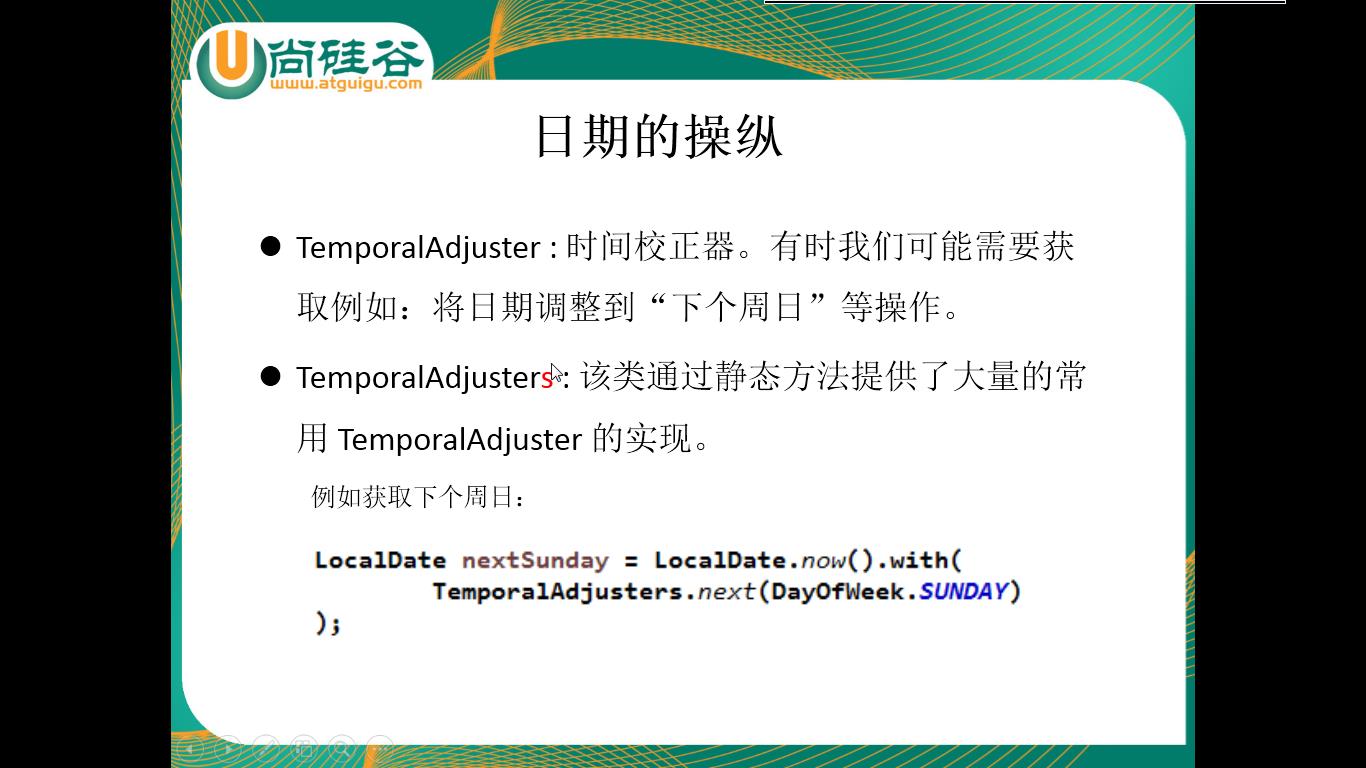 尚硅谷
www.atguigu.com
日期的操纵
● TemporalAdjuster : 时间校正器。有时我们可能需要获
取例如：将日期调整到“下个周日”等操作。
● TemporalAdjusters : 该类通过静态方法提供了大量的常
用 TemporalAdjuster 的实现。
例如获取下个周日：
LocalDate nextSunday = LocalDate.now().with(
TemporalAdjusters.next(DayOfWeek.SUNDAY)
);